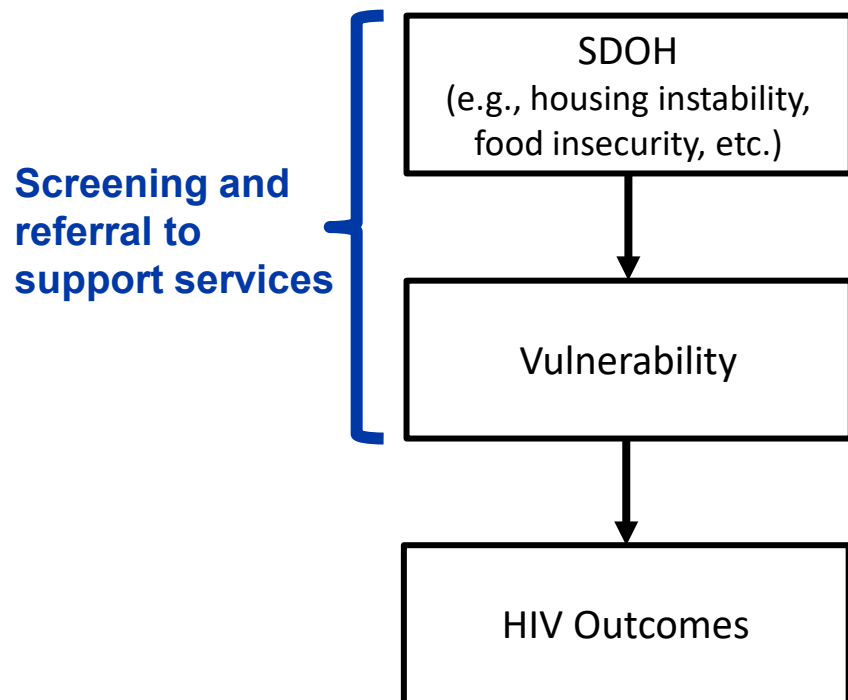 SDOH
(e.g., housing instability,
food insecurity, etc.)
Screening and
referral to
support services
Vulnerability
HIV Outcomes